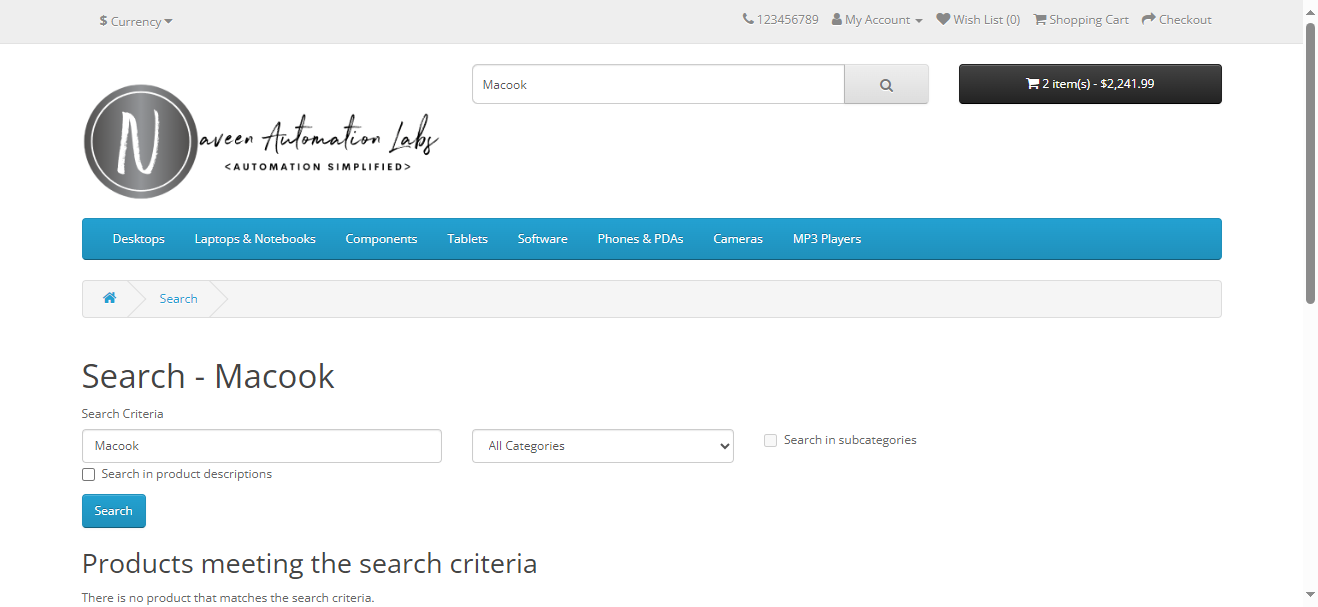 $ Currency
123456789 My Account Wish List (0) Shopping Cart Checkout
Macook
2 item(s) - $2,241.99
N
aveen Automation Labs
<AUTOMATION SIMPLIFIED>
Desktops Laptops & Notebooks Components Tablets Software Phones & PDAs Cameras MP3 Players
Search
Search - Macook
Search Criteria
Macook All Categories Search in subcategories
Search in product descriptions
Search
Products meeting the search criteria
There is no product that matches the search criteria.